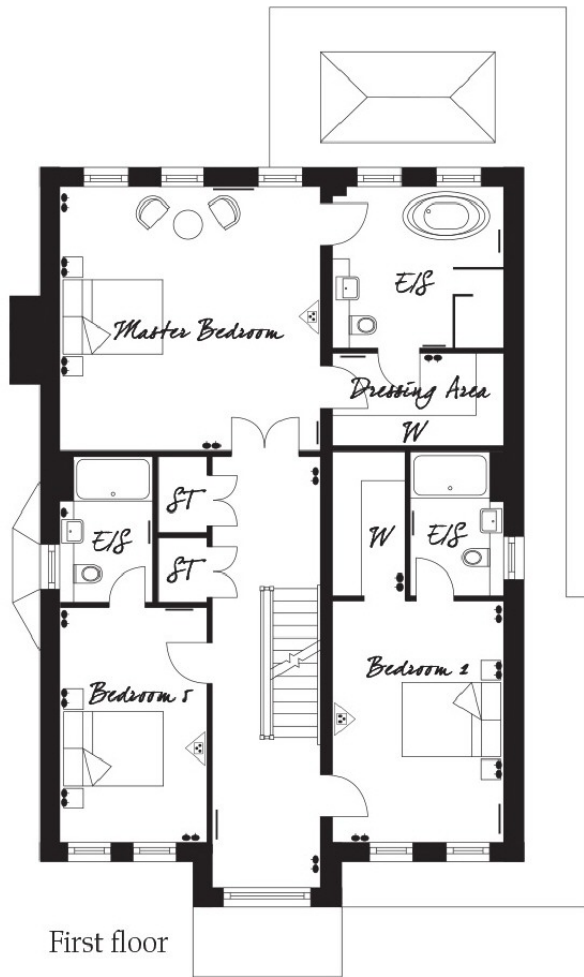 E/S
Master Bedroom
Dressing Area
W
ST
E/S
W
E/S
ST
Bedroom 2
Bedroom 5
First floor